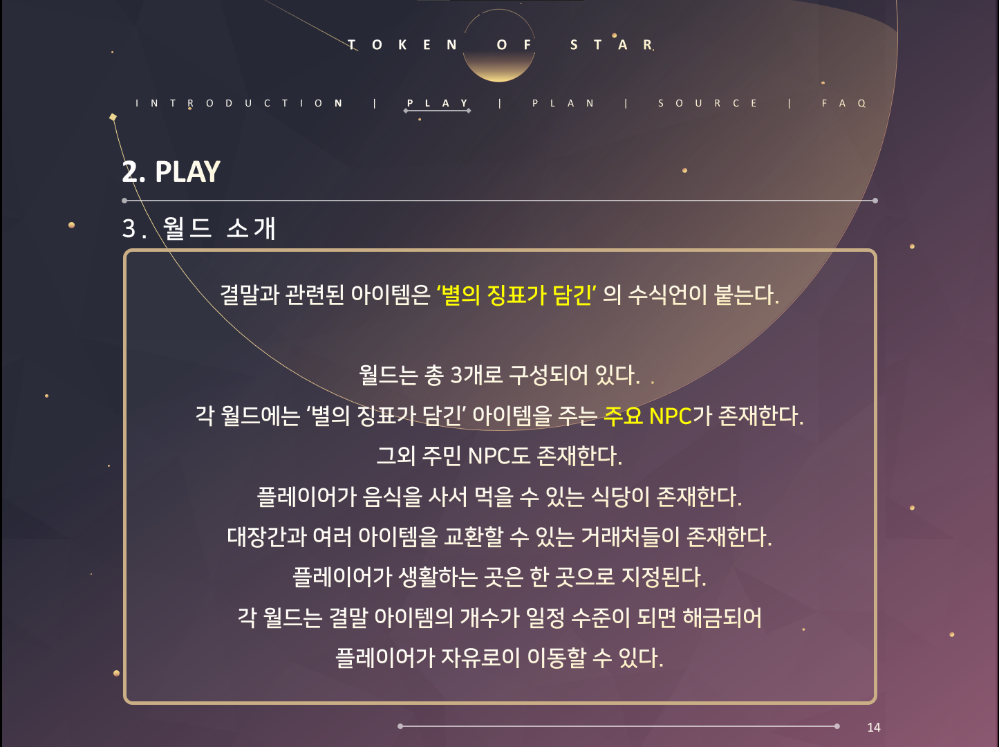 TOKEN OF STAR
INTRODUCTION | PLAY | PLAN | SOURCE | FAQ
2. PLAY
3. 월드 소개
결말과 관련된 아이템은 ‘별의 징표가 담긴’ 의 수식언이 붙는다.
월드는 총 3개로 구성되어 있다.
각 월드에는 ‘별의 징표가 담긴’ 아이템을 주는 주요 NPC가 존재한다.
그외 주민 NPC도 존재한다.
플레이어가 음식을 사서 먹을 수 있는 식당이 존재한다.
대장간과 여러 아이템을 교환할 수 있는 거래처들이 존재한다.
플레이어가 생활하는 곳은 한 곳으로 지정된다.
각 월드는 결말 아이템의 개수가 일정 수준이 되면 해금되어
플레이어가 자유로이 이동할 수 있다.
14